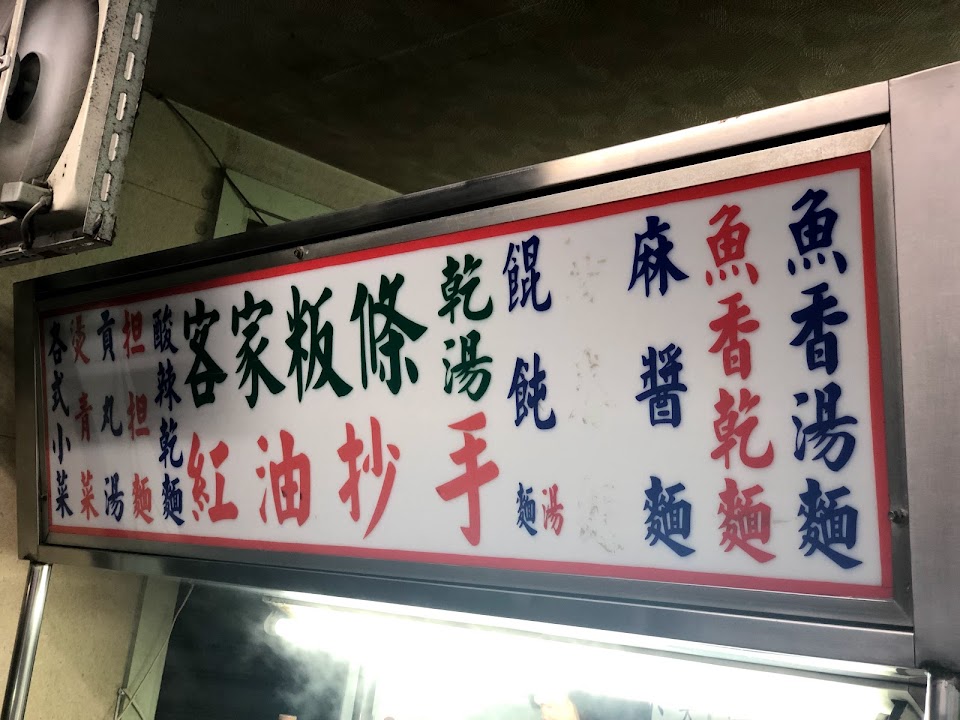 魚香湯麵
魚香乾麵
麻醬麵
餛飩麵湯
客家粄條乾湯
紅油抄手
酸辣乾麵
担担麵
貢丸湯
燙青菜
各式小菜